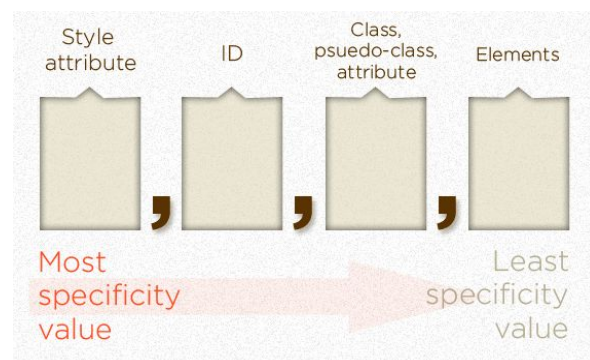 Style
attribute
ID
Class,
psuedo-class,
attribute
Elements
, , ,
Most
specificity
value
Least
specificity
value